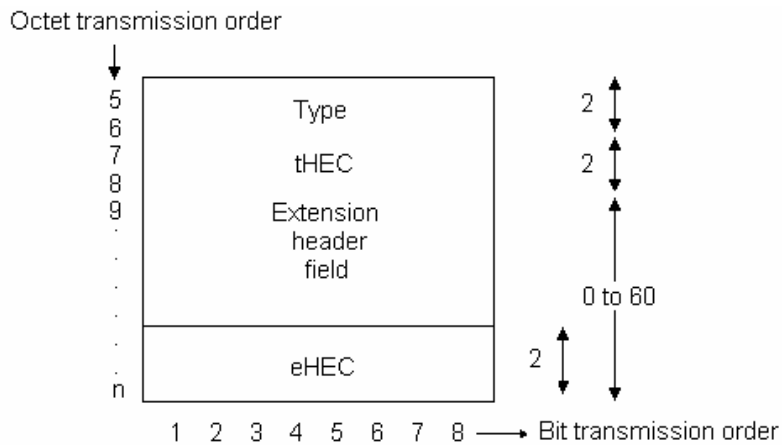 Octet transmission order
5
6
7
8
9
.
.
.
.
.
.
n
Type
tHEC
Extension
header
field
eHEC
2
2
0 to 60
2
1 2 3 4 5 6 7 8 Bit transmission order